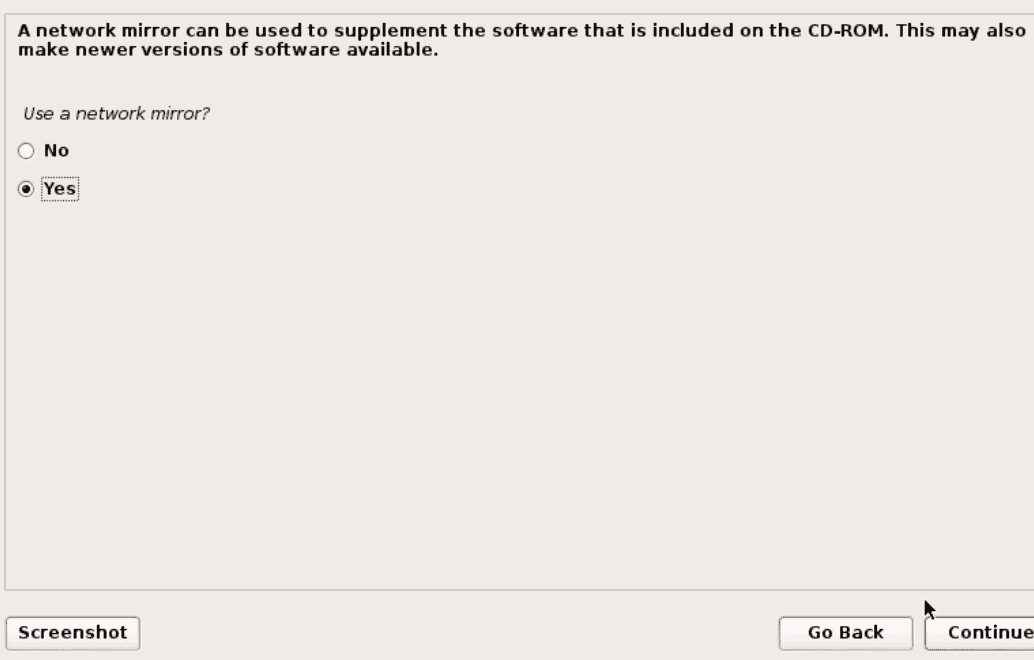 A network mirror can be used to supplement the software that is included on the CD-ROM. This may also
make newer versions of software available.
Use a network mirror?
No
Yes
Screenshot
Go Back
Continue